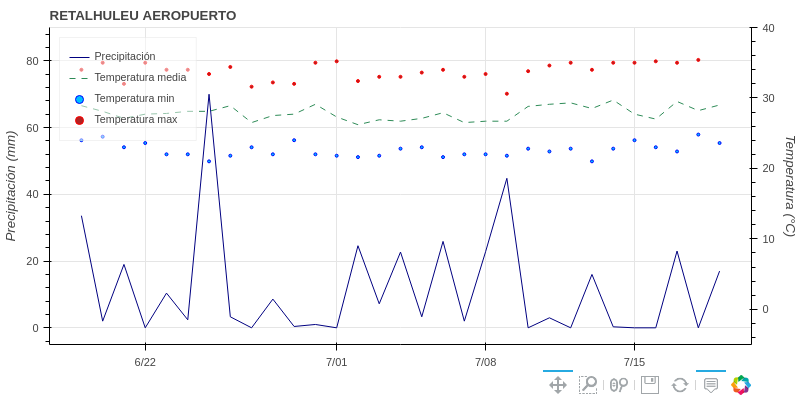 RETALHULEU AEROPUERTO
Precipitación
Temperatura media
Temperatura min
Temperatura max
Precipitación (mm)
80
60
40
20
0
Temperatura (°C)
40
30
20
10
0
6/22
7/01
7/08
7/15